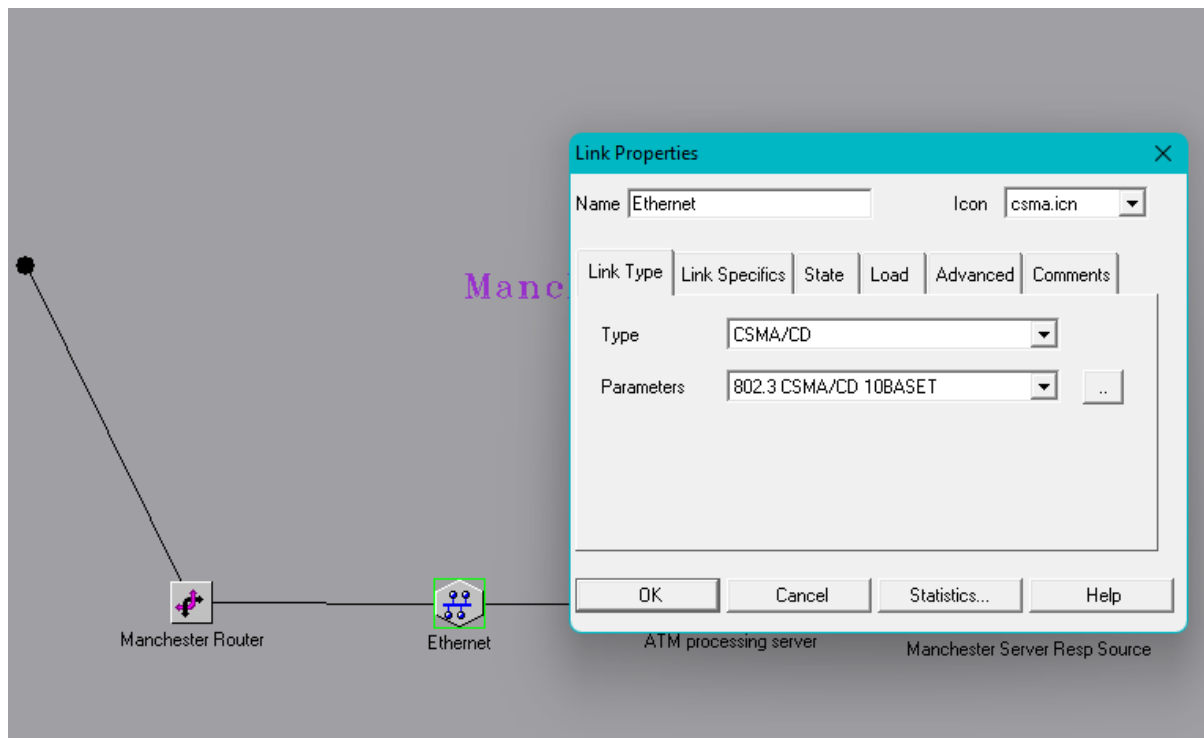 Link Properties
Name Ethernet Icon csma.icn
Link Type Link Specifics State Load Advanced Comments
Type CSMA/CD
Parameters 802.3 CSMA/CD 10BASET ..
OK Cancel Statistics... Help
Manc
Manchester Router
Ethernet
ATM processing server
Manchester Server Resp Source